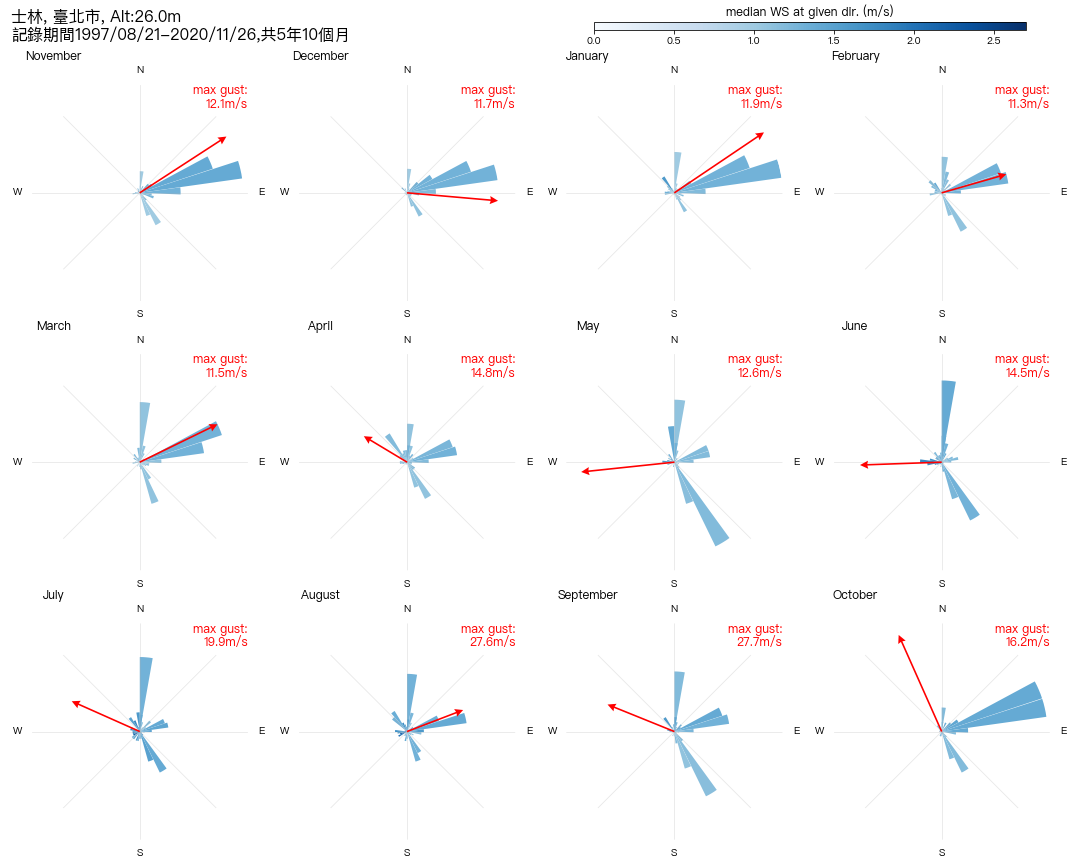 士林, 臺北市, Alt:26.0m
記錄期間1997/08/21−2020/11/26,共5年10個月
median WS at given dir. (m/s)
0.0 0.5 1.0 1.5 2.0 2.5
November
N
max gust:
12.1m/s
W E
S
December
N
max gust:
11.7m/s
W E
S
January
N
max gust:
11.9m/s
W E
S
February
N
max gust:
11.3m/s
W E
S
March
N
max gust:
11.5m/s
W E
S
April
N
max gust:
14.8m/s
W E
S
May
N
max gust:
12.6m/s
W E
S
June
N
max gust:
14.5m/s
W E
S
July
N
max gust:
19.9m/s
W E
S
August
N
max gust:
27.6m/s
W E
S
September
N
max gust:
27.7m/s
W E
S
October
N
max gust:
16.2m/s
W E
S